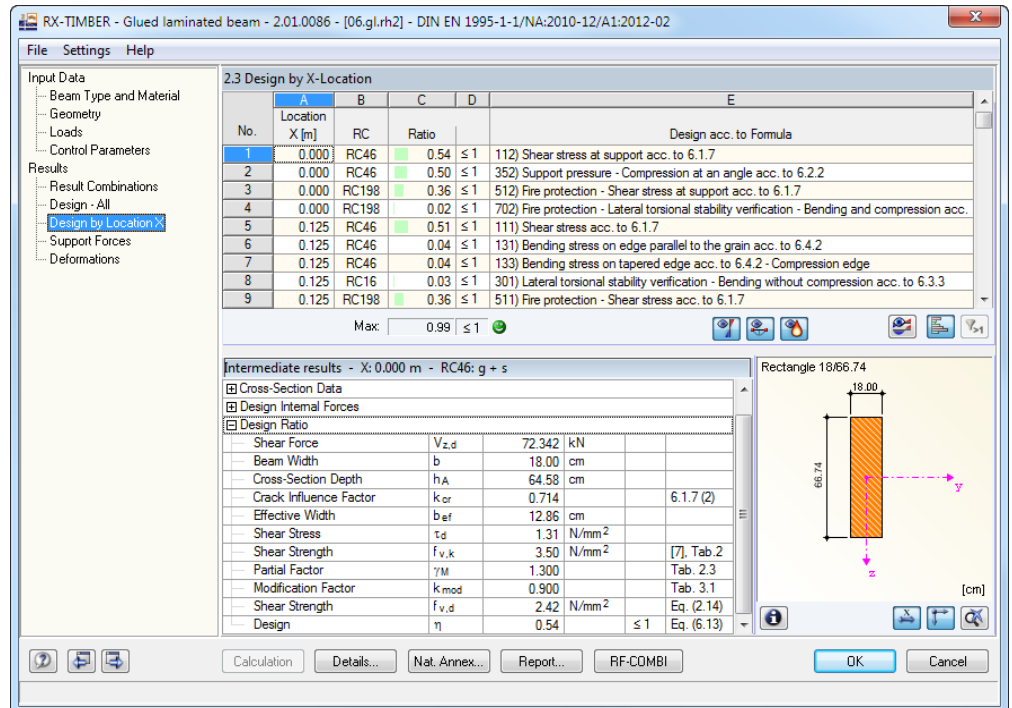 RX-TIMBER - Glued laminated beam - 2.01.0086 - [06.gl.rh2] - DIN EN 1995-1-1/NA:2010-12/A1:2012-02
File Settings Help
Input Data
Beam Type and Material
Geometry
Loads
Control Parameters
Results
Result Combinations
Design - All
Design by Location X
Support Forces
Deformations
2.3 Design by X-Location
A B C D E
Location
No. X [m] RC Ratio Design acc. to Formula
1 0.000 RC46 0.54 ≤ 1 112) Shear stress at support acc. to 6.1.7
2 0.000 RC46 0.50 ≤ 1 352) Support pressure - Compression at an angle acc. to 6.2.2
3 0.000 RC198 0.36 ≤ 1 512) Fire protection - Shear stress at support acc. to 6.1.7
4 0.000 RC198 0.02 ≤ 1 702) Fire protection - Lateral torsional stability verification - Bending and compression acc.
5 0.125 RC46 0.51 ≤ 1 111) Shear stress acc. to 6.1.7
6 0.125 RC46 0.04 ≤ 1 131) Bending stress on edge parallel to the grain acc. to 6.4.2
7 0.125 RC46 0.04 ≤ 1 133) Bending stress on tapered edge acc. to 6.4.2 - Compression edge
8 0.125 RC16 0.03 ≤ 1 301) Lateral torsional stability verification - Bending without compression acc. to 6.3.3
9 0.125 RC198 0.36 ≤ 1 511) Fire protection - Shear stress acc. to 6.1.7
Max: 0.99 ≤ 1
Intermediate results - X: 0.000 m - RC46: g + s
Cross-Section Data
Design Internal Forces
Design Ratio
Shear Force Vz,d 72.342 kN
Beam Width b 18.00 cm
Cross-Section Depth hA 64.58 cm
Crack Influence Factor kcr 0.714 6.1.7 (2)
Effective Width bef 12.86 cm
Shear Stress τd 1.31 N/mm2
Shear Strength fv,k 3.50 N/mm2 [7], Tab.2
Partial Factor γM 1.300 Tab. 2.3
Modification Factor kmod 0.900 Tab. 3.1
Shear Strength fv,d 2.42 N/mm2 Eq. (2.14)
Design η 0.54 ≤ 1 Eq. (6.13)
Rectangle 18/66.74
18.00
66.74
y
z
[cm]
Calculation Details... Nat. Annex... Report... RF-COMBI OK Cancel